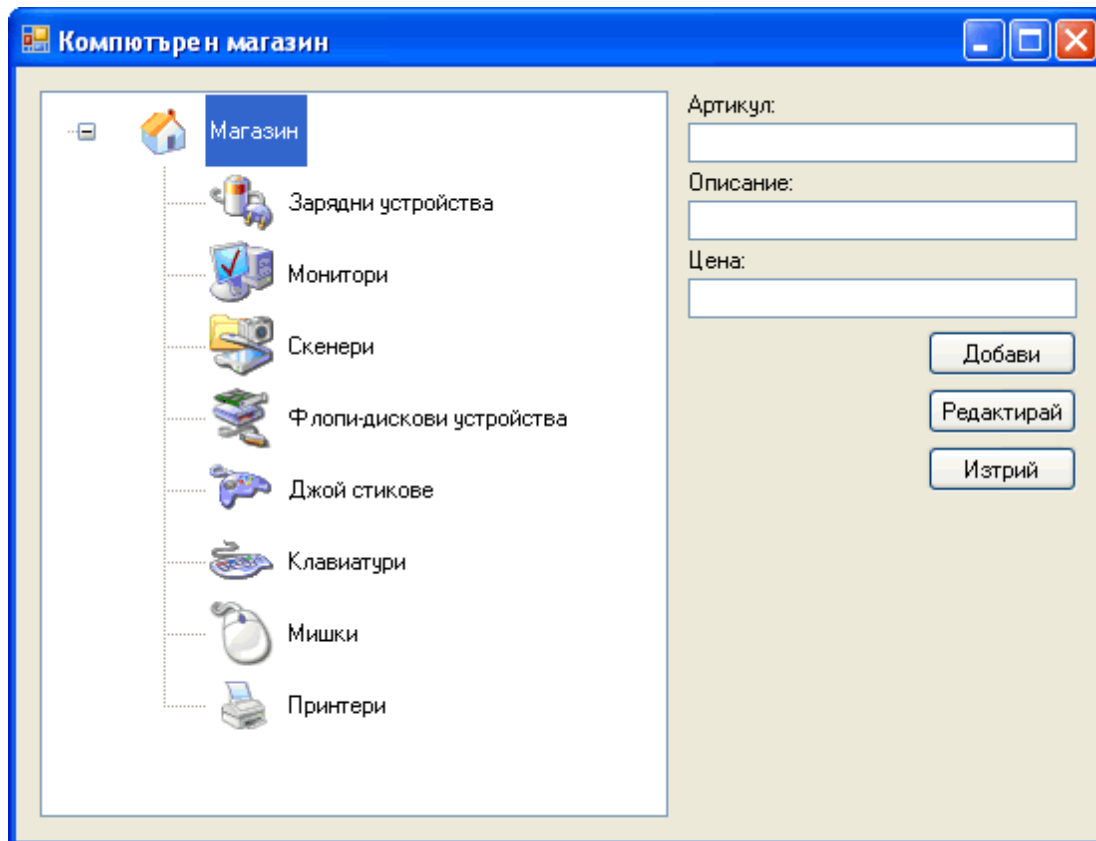 Компютърен магазин
Магазин
Зарядни устройства
Монитори
Скенери
Флопи-дискови устройства
Джой стикове
Клавиатури
Мишки
Принтери
Артикул:
Описание:
Цена:
Добави
Редактирай
Изтрий